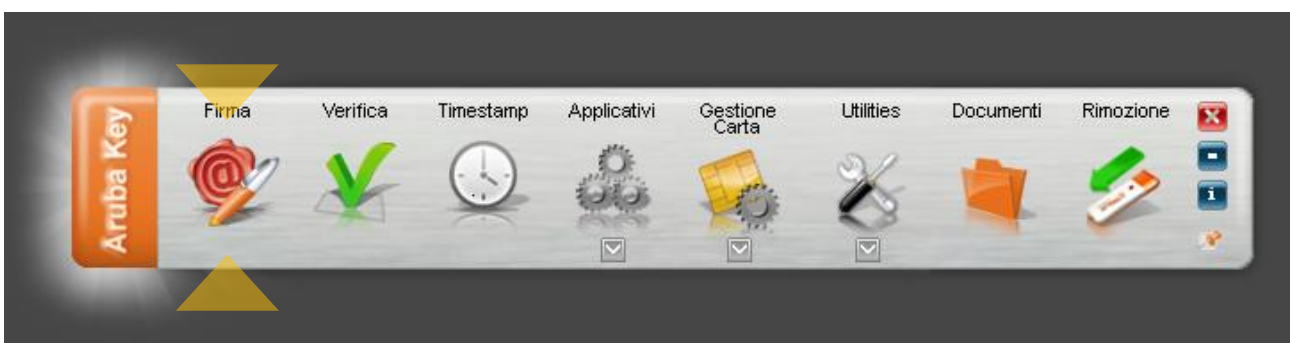 Aruba Key
Firma
Verifica
Timestamp
Applicativi
Gestione
Carta
Utilities
Documenti
Rimozione